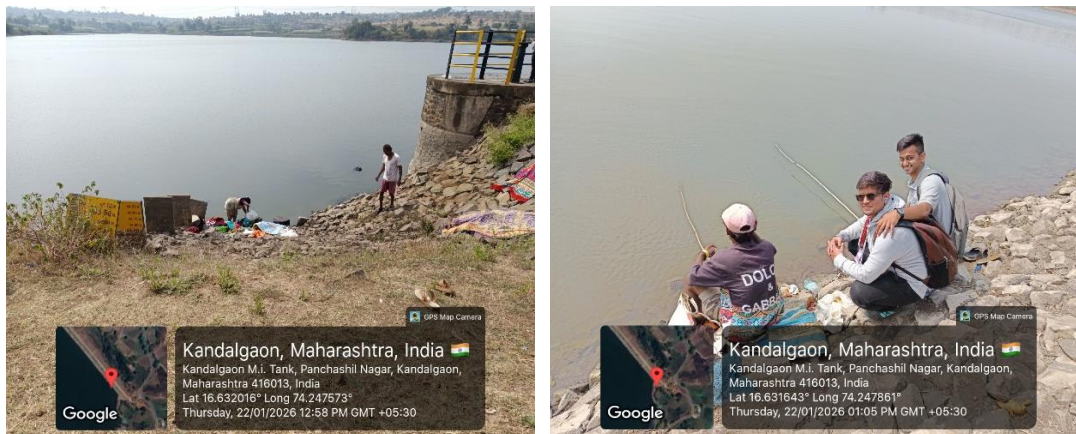 GPS Map Camera
Kandalgaon, Maharashtra, India
Kandalgaon M.i. Tank, Panchashil Nagar, Kandalgaon,
Maharashtra 416013, India
Lat 16.632016° Long 74.247573°
Thursday, 22/01/2026 12:58 PM GMT +05:30
Google
DOLC
&
GABBA
GPS Map Camera
Kandalgaon, Maharashtra, India
Kandalgaon M.i. Tank, Panchashil Nagar, Kandalgaon,
Maharashtra 416013, India
Lat 16.631643° Long 74.247861°
Thursday, 22/01/2026 01:05 PM GMT +05:30
Google